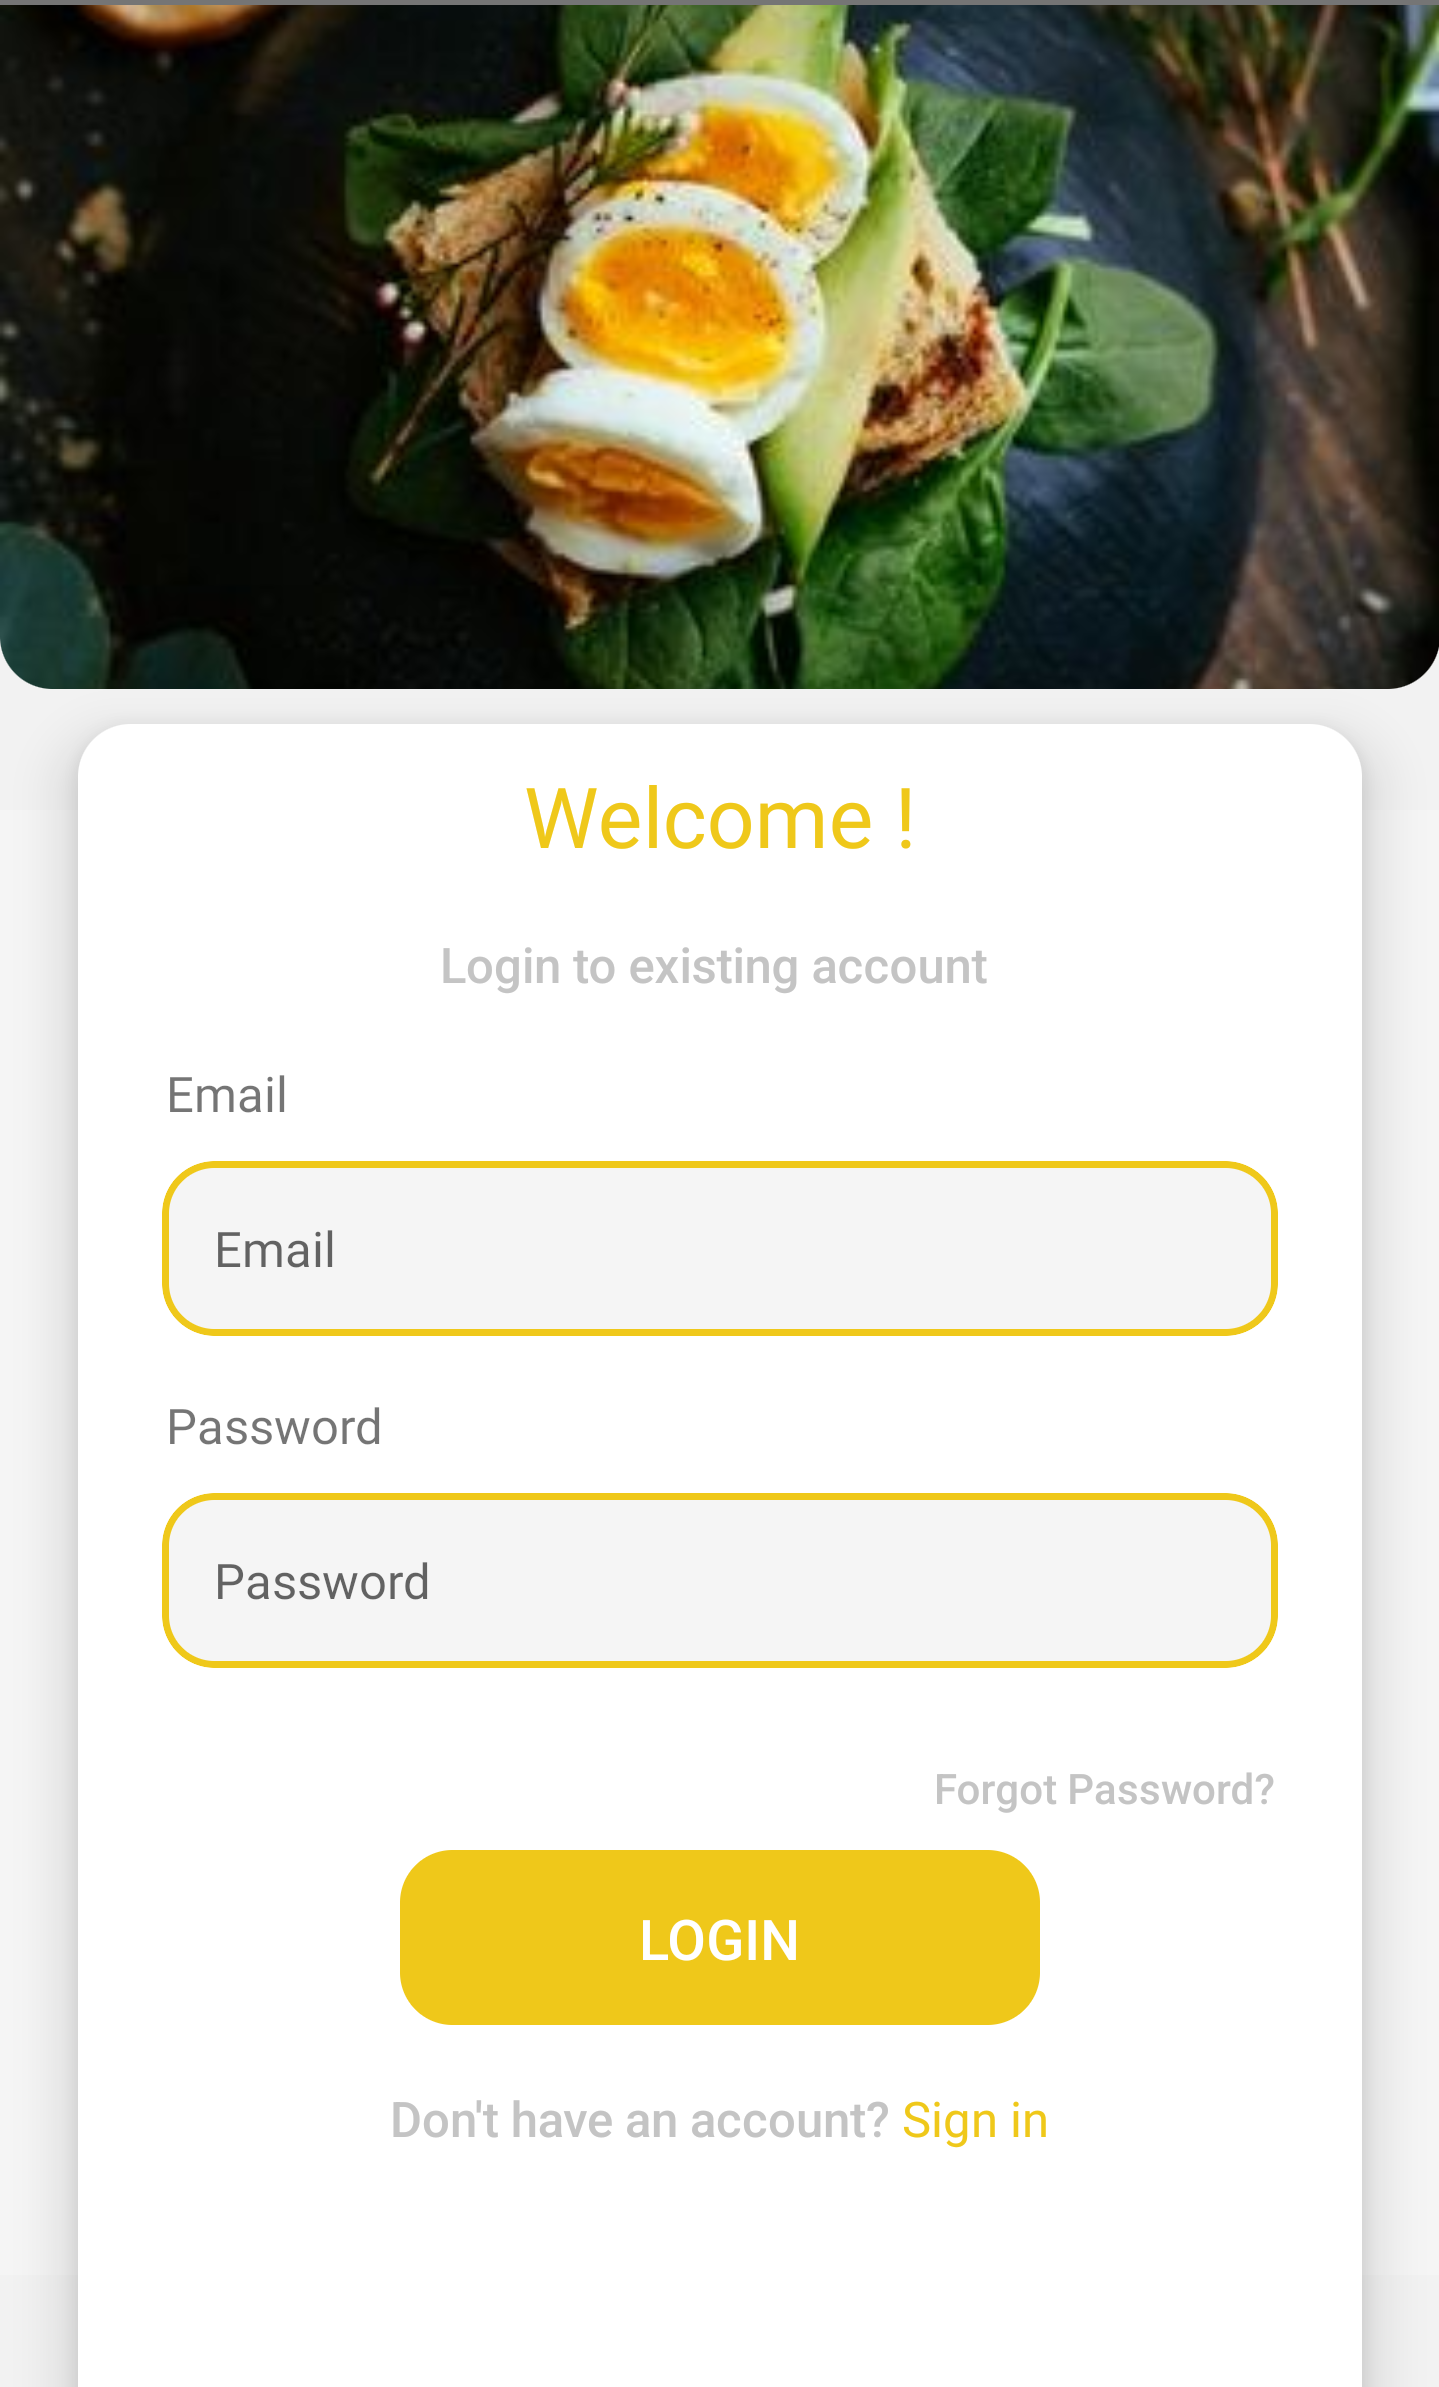 Welcome !
Login to existing account
Email
Email
Password
Password
Forgot Password?
LOGIN
Don't have an account? Sign in